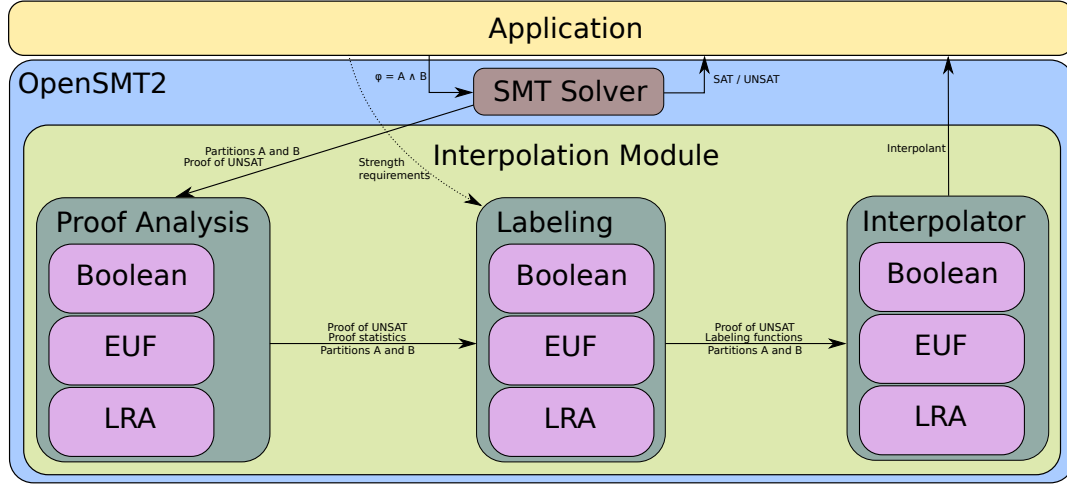 Application
OpenSMT2
φ = A ∧ B
SMT Solver
SAT / UNSAT
Partitions A and B
Proof of UNSAT
Strength
requirements
Interpolation Module
Interpolant
Proof Analysis
Boolean
EUF
LRA
Proof of UNSAT
Proof statistics
Partitions A and B
Labeling
Boolean
EUF
LRA
Proof of UNSAT
Labeling functions
Partitions A and B
Interpolator
Boolean
EUF
LRA